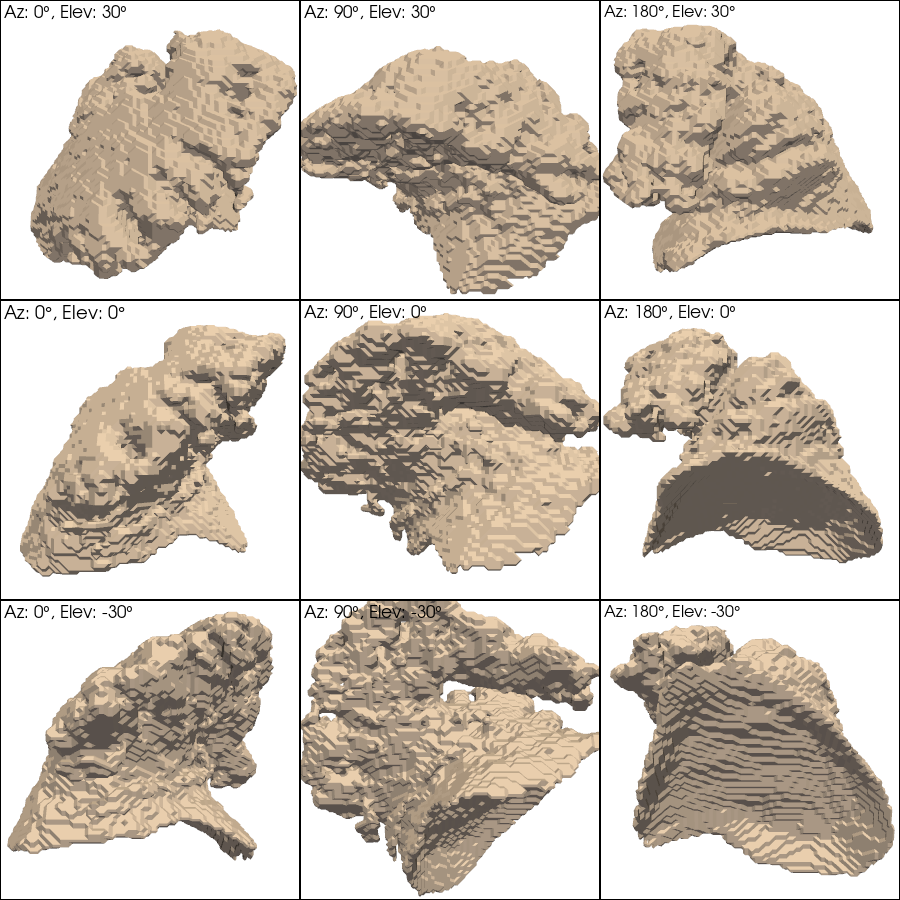 Az: 0°, Elev: 30°
Az: 90°, Elev: 30°
Az: 180°, Elev: 30°
Az: 0°, Elev: 0°
Az: 90°, Elev: 0°
Az: 180°, Elev: 0°
Az: 0°, Elev: -30°
Az: 90°, Elev: -30°
Az: 180°, Elev: -30°